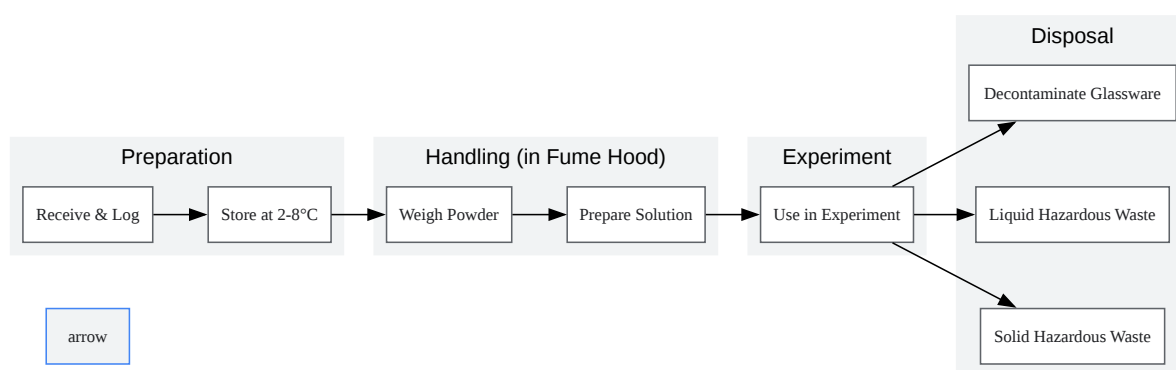 Disposal
Decontaminate Glassware
Preparation
Handling (in Fume Hood)
Experiment
Receive & Log
Store at 2-8°C
Weigh Powder
Prepare Solution
Use in Experiment
Liquid Hazardous Waste
arrow
Solid Hazardous Waste